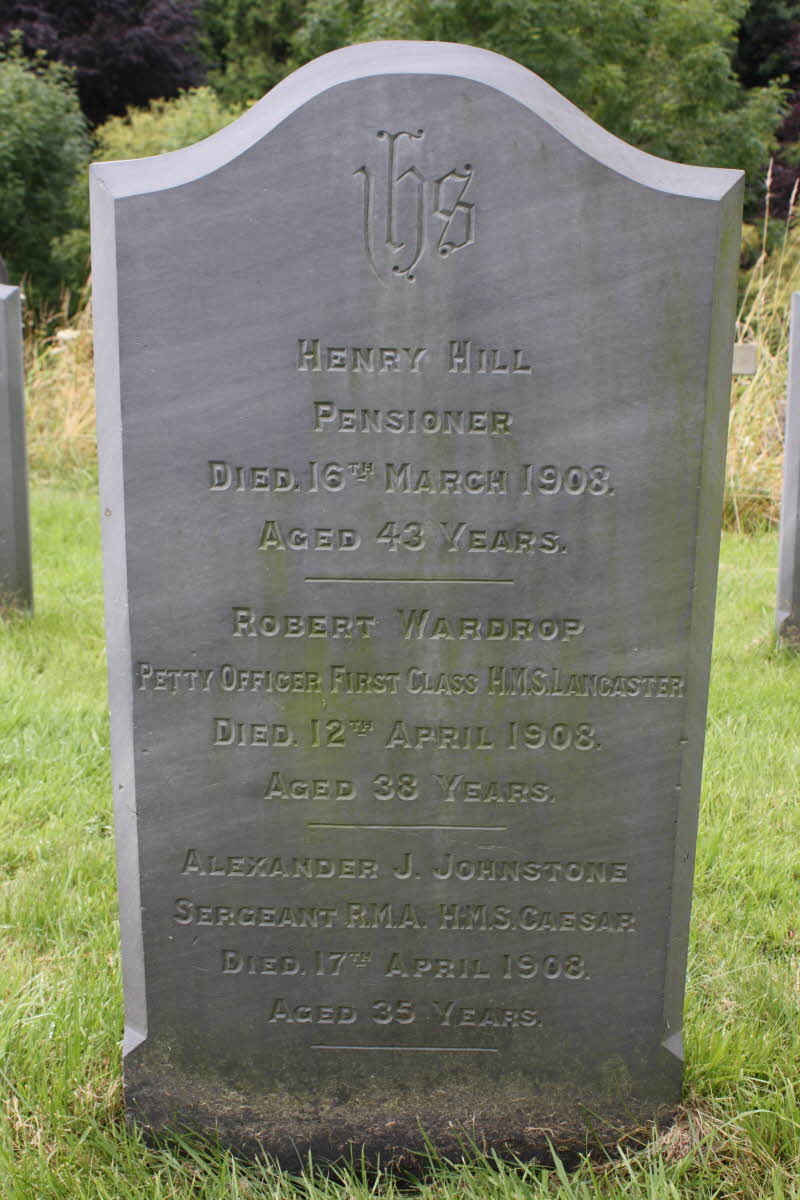 IHS
HENRY HILL
PENSIONER
DIED. 16TH MARCH 1908.
AGED 43 YEARS.
ROBERT WARDROP
PETTY OFFICER FIRST CLASS H.M.S. LANCASTER
DIED. 12TH APRIL 1908.
AGED 38 YEARS.
ALEXANDER J. JOHNSTONE
SERGEANT R.M.A. H.M.S. CAESAR
DIED. 17TH APRIL 1908.
AGED 35 YEARS.